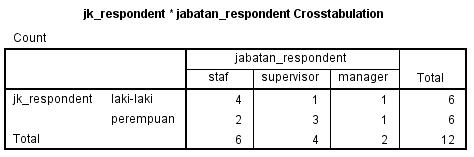 jk_respondent * jabatan_respondent Crosstabulation
Count
jabatan_respondent
staf supervisor manager Total
jk_respondent laki-laki 4 1 1 6
perempuan 2 3 1 6
Total 6 4 2 12